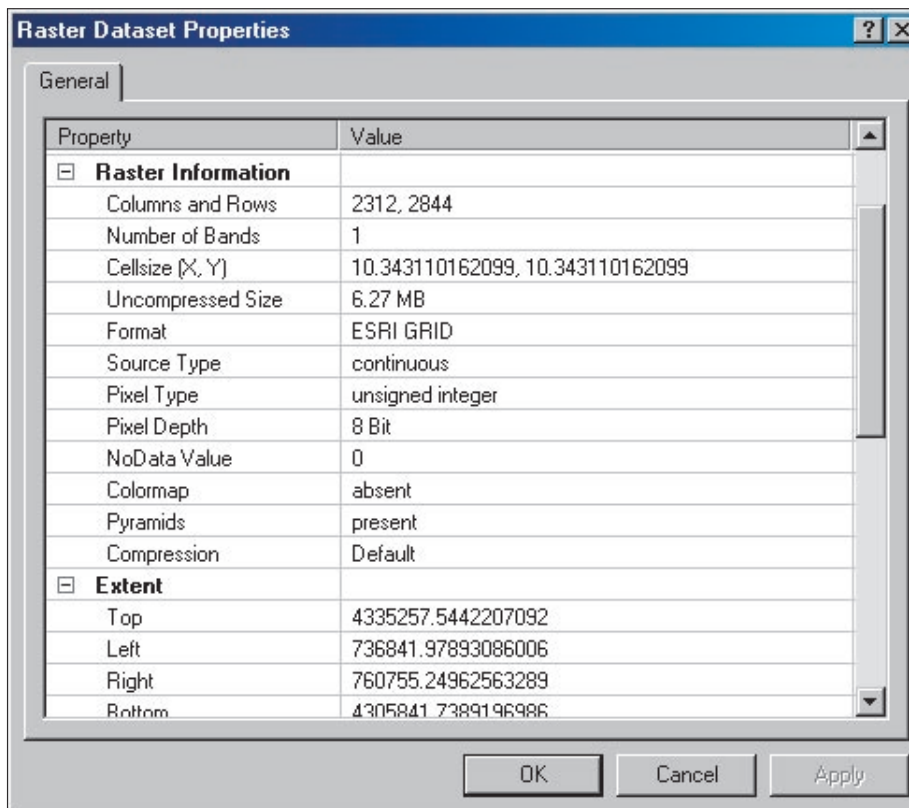 Raster Dataset Properties
General
Property Value
Raster Information
Columns and Rows 2312, 2844
Number of Bands 1
Cellsize (X, Y) 10.343110162099, 10.343110162099
Uncompressed Size 6.27 MB
Format ESRI GRID
Source Type continuous
Pixel Type unsigned integer
Pixel Depth 8 Bit
NoData Value 0
Colormap absent
Pyramids present
Compression Default
Extent
Top 4335257.5442207092
Left 736841.97893086006
Right 760755.24962563289
Bottom 4305841.7389196986
OK Cancel Apply